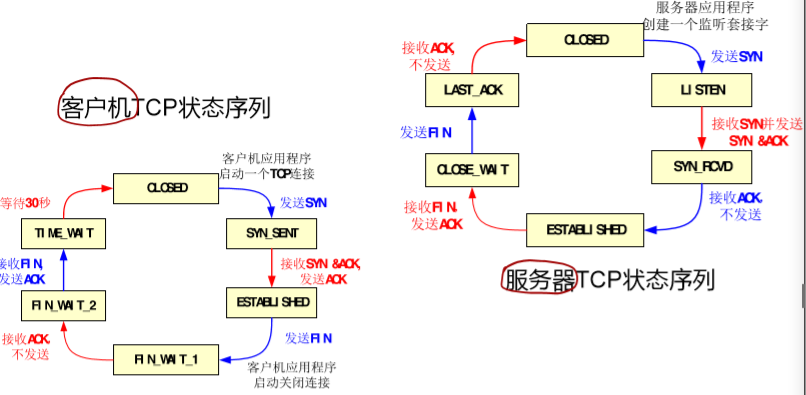 客户机TCP状态序列
CLOSED
客户机应用程序
启动一个TCP连接
发送SYN
SYN_SENT
接收SYN &ACK,
发送ACK
ESTABLISHED
发送FIN
客户机应用程序
启动关闭连接
FIN_WAIT_1
接收ACK,
不发送
FIN_WAIT_2
接收FIN,
发送ACK
TIME_WAIT
等待30秒
服务器应用程序
创建一个监听套接字
CLOSED
发送SYN
LISTEN
接收SYN并发送
SYN &ACK
SYN_RCVD
接收ACK,
不发送
ESTABLISHED
接收FIN,
发送ACK
CLOSE_WAIT
发送FIN
LAST_ACK
接收ACK,
不发送
服务器TCP状态序列